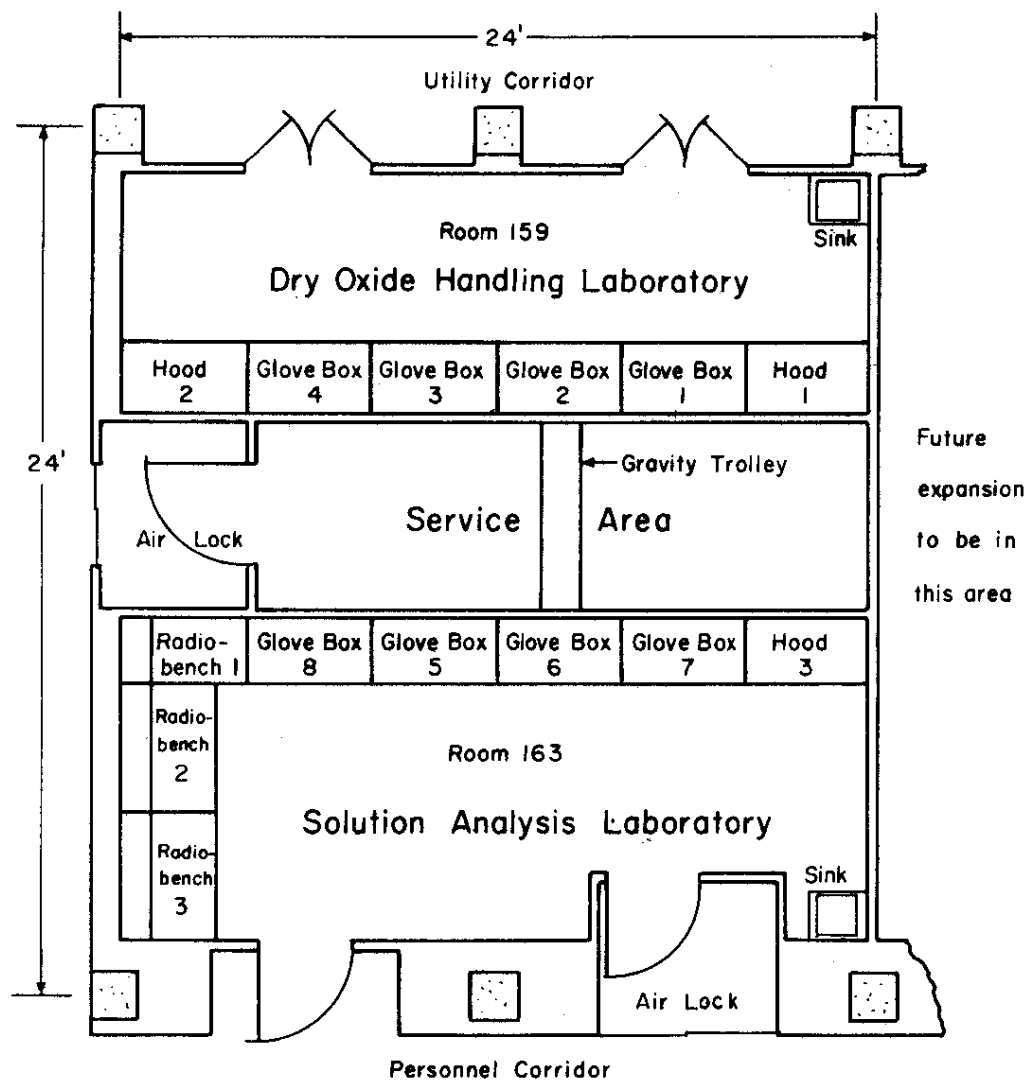 24'
Utility Corridor
Room 159
Sink
Dry Oxide Handling Laboratory
Hood
2
Glove Box
4
Glove Box
3
Glove Box
2
Glove Box
1
Hood
1
24'
Air Lock
Gravity Trolley
Service Area
Future
expansion
to be in
this area
Radio-
bench 1
Glove Box
8
Glove Box
5
Glove Box
6
Glove Box
7
Hood
3
Radio-
bench
2
Room 163
Solution Analysis Laboratory
Radio-
bench
3
Sink
Air Lock
Personnel Corridor